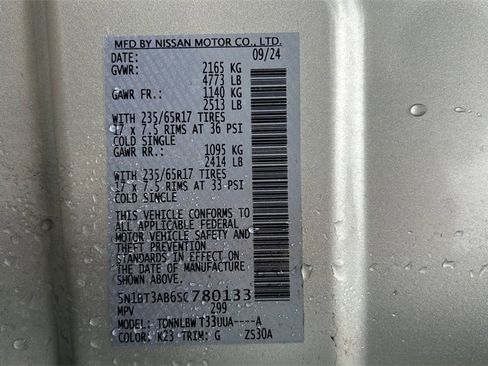 MFD BY NISSAN MOTOR CO., LTD.
DATE: 09/24
GVWR: 2165 KG
4773 LB
GAWR FR.: 1140 KG
2513 LB
WITH 235/65R17 TIRES
17 x 7.5 RIMS AT 36 PSI
COLD SINGLE
GAWR RR.: 1095 KG
2414 LB
WITH 235/65R17 TIRES
17 x 7.5 RIMS AT 33 PSI
COLD SINGLE
THIS VEHICLE CONFORMS TO
ALL APPLICABLE FEDERAL
MOTOR VEHICLE SAFETY AND
THEFT PREVENTION
STANDARDS IN EFFECT ON
THE DATE OF MANUFACTURE
5N1BT3AB6SC780133
MPV 299
MODEL: TDNNLBWT33UUA----A
COLOR: K23 TRIM: G ZS30A